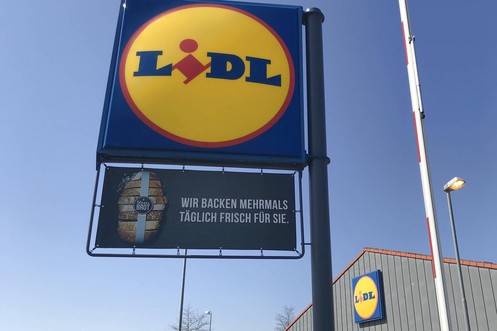 LIDL
WIR BACKEN MEHRMALS
TÄGLICH FRISCH FÜR SIE.
LIDL